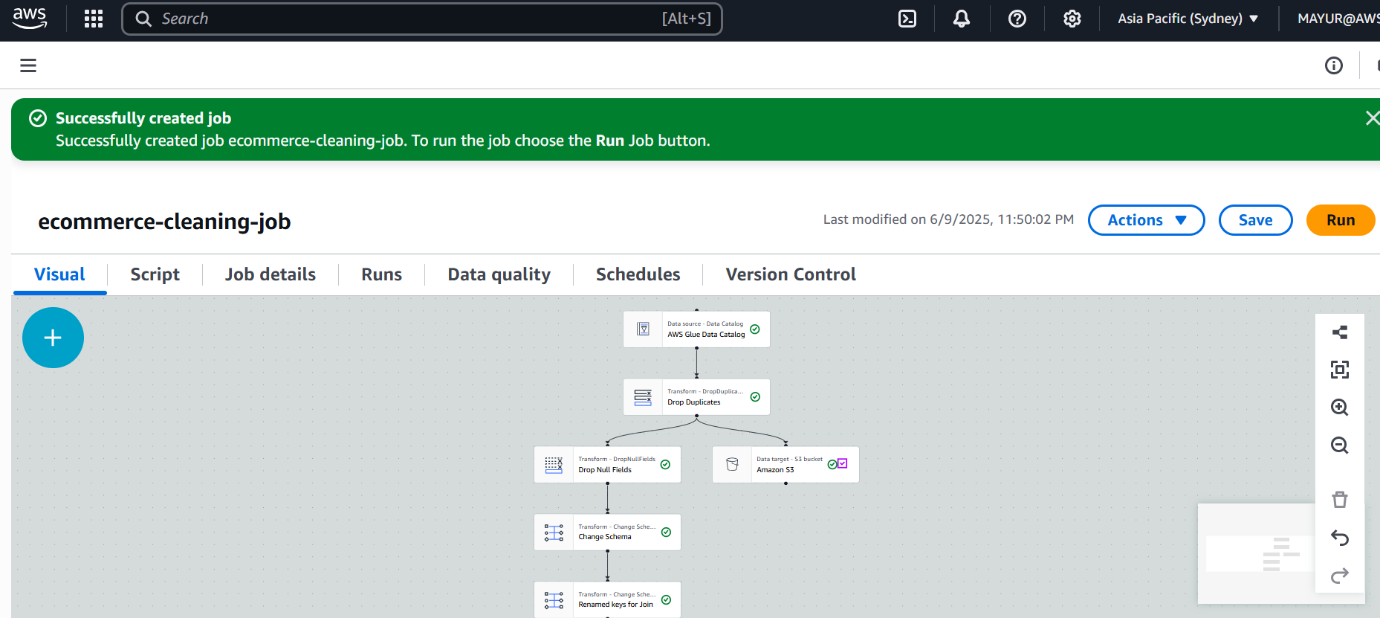 aws
Search [Alt+S] Asia Pacific (Sydney) MAYUR@AWS
Successfully created job
Successfully created job ecommerce-cleaning-job. To run the job choose the Run Job button.
ecommerce-cleaning-job Last modified on 6/9/2025, 11:50:02 PM Actions Save Run
Visual Script Job details Runs Data quality Schedules Version Control
Data source - Data Catalog
AWS Glue Data Catalog
Transform - DropDuplica...
Drop Duplicates
Transform - DropNullFields
Drop Null Fields
Data target - S3 bucket
Amazon S3
Transform - Change Sche...
Change Schema
Transform - Change Sche...
Renamed keys for Join